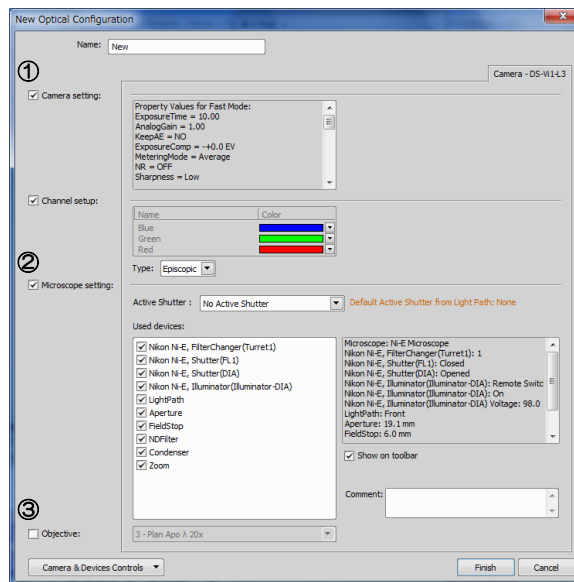 New Optical Configuration
Name: New
①
Camera - DS-Vi1-L3
Camera setting:
Property Values for Fast Mode:
ExposureTime = 10.00
AnalogGain = 1.00
KeepAE = NO
ExposureComp = -+0.0 EV
MeteringMode = Average
NR = OFF
Sharpness = Low
Channel setup:
Name Color
Blue
Green
Red
②
Type: Episcopic
Microscope setting:
Active Shutter : No Active Shutter Default Active Shutter from Light Path: None
Used devices:
Nikon Ni-E, FilterChanger(Turret1)
Nikon Ni-E, Shutter(FL1)
Nikon Ni-E, Shutter(DIA)
Nikon Ni-E, Illuminator(Illuminator-DIA)
LightPath
Aperture
FieldStop
NDFilter
Condenser
Zoom
Microscope: Ni-E Microscope
Nikon Ni-E, FilterChanger(Turret1): 1
Nikon Ni-E, Shutter(FL1): Closed
Nikon Ni-E, Shutter(DIA): Opened
Nikon Ni-E, Illuminator(Illuminator-DIA): Remote Switc
Nikon Ni-E, Illuminator(Illuminator-DIA): On
Nikon Ni-E, Illuminator(Illuminator-DIA) Voltage: 98.0
LightPath: Front
Aperture: 19.1 mm
FieldStop: 6.0 mm
Show on toolbar
Comment:
③
Objective: 3 - Plan Apo λ 20x
Camera & Devices Controls Finish Cancel